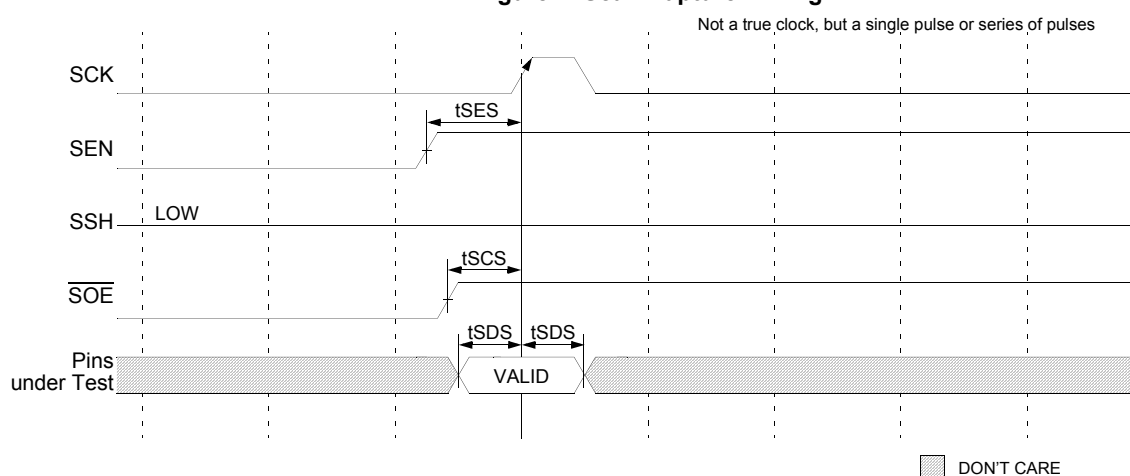 Not a true clock, but a single pulse or series of pulses
SCK
tSES
SEN
SSH
LOW
tSCS
SOE
tSDS
tSDS
Pins
under Test
VALID
DON'T CARE